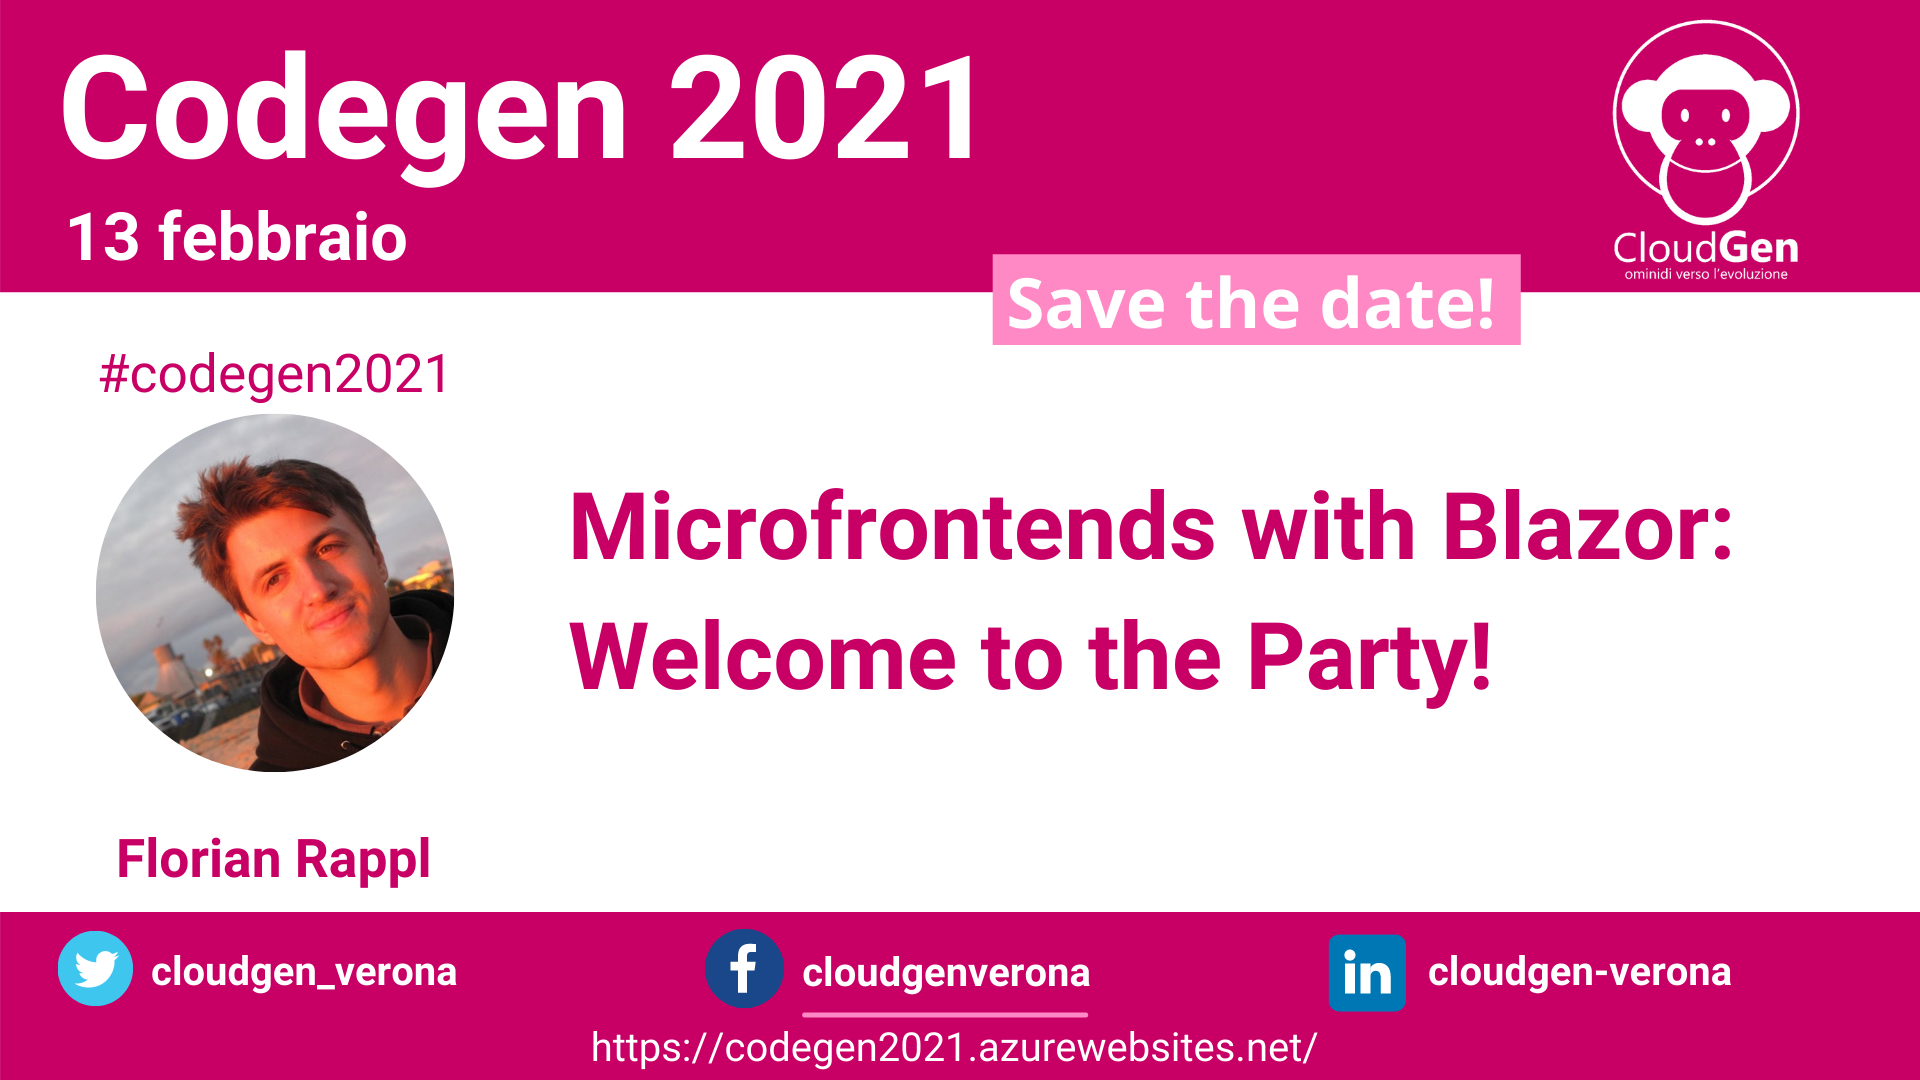 Codegen 2021
13 febbraio
CloudGen
ominidi verso l'evoluzione
Save the date!
#codegen2021
Microfrontends with Blazor:
Welcome to the Party!
Florian Rappl
cloudgen_verona
f cloudgenverona
in cloudgen-verona
https://codegen2021.azurewebsites.net/